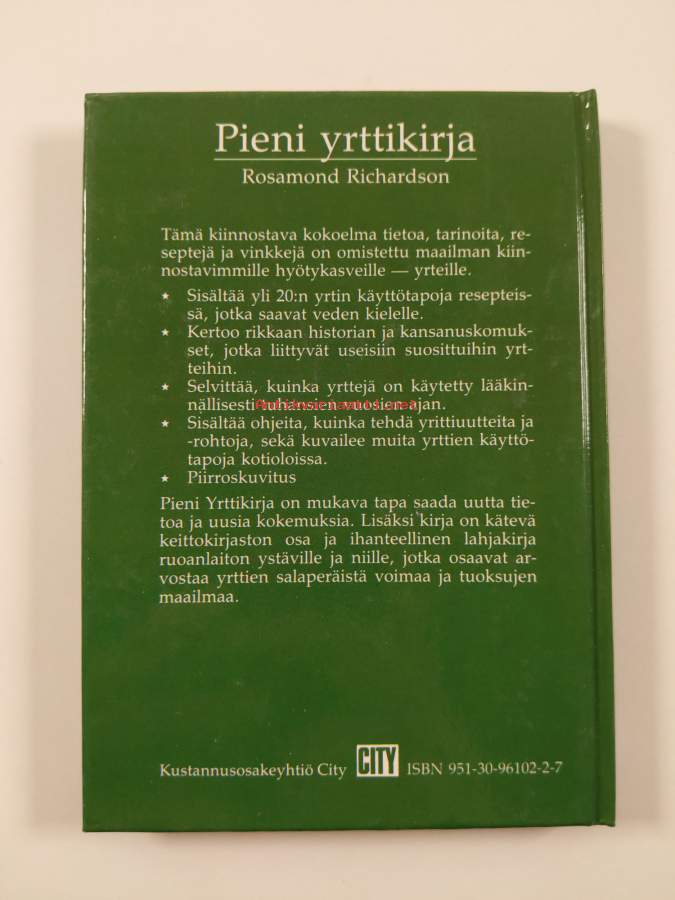 Pieni yrttikirja
Rosamond Richardson
Tämä kiinnostava kokoelma tietoa, tarinoita, re-
septejä ja vinkkejä on omistettu maailman kiin-
nostavimmille hyötykasveille — yrteille.
★ Sisältää yli 20:n yrtin käyttötapoja resepteis-
sä, jotka saavat veden kielelle.
★ Kertoo rikkaan historian ja kansanuskomuk-
set, jotka liittyvät useisiin suosittuihin yrt-
teihin.
★ Selvittää, kuinka yrttejä on käytetty lääkin-
nällisesti tuhansien vuosien ajan.
★ Sisältää ohjeita, kuinka tehdä yrittiuutteita ja
-rohtoja, sekä kuvailee muita yrttien käyttö-
tapoja kotioloissa.
★ Piirroskuvitus
Pieni Yrttikirja on mukava tapa saada uutta tie-
toa ja uusia kokemuksia. Lisäksi kirja on kätevä
keittokirjaston osa ja ihanteellinen lahjakirja
ruoanlaiton ystäville ja niille, jotka osaavat ar-
vostaa yrttien salaperäistä voimaa ja tuoksujen
maailmaa.
Kustannusosakeyhtiö City CITY ISBN 951-30-96102-2-7